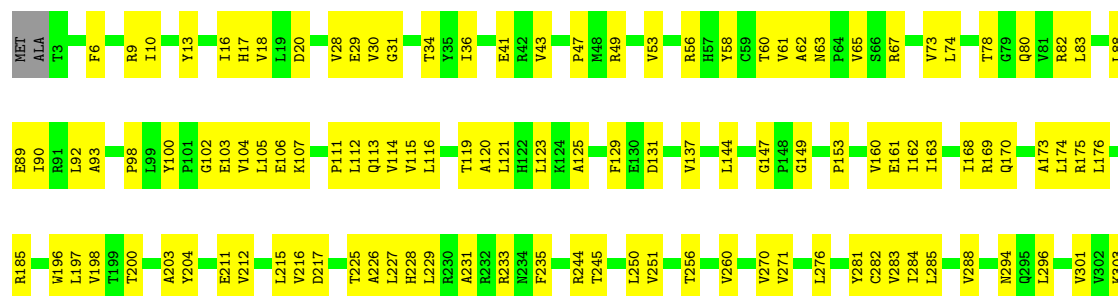 MET ALA T3 F6 R9 I10 Y13 I16 H17 V18 L19 D20 V28 E29 V30 G31 T34 Y35 I36 E41 R42 V43 P47 M48 R49 V53 R56 H57 Y58 C59 T60 V61 A62 N63 P64 V65 S66 R67 V73 L74 T78 G79 Q80 V81 R82 L83 L88
E89 I90 R91 L92 A93 P98 L99 Y100 P101 G102 E103 V104 L105 E106 K107 P111 L112 Q113 V114 V115 L116 T119 A120 L121 H122 L123 K124 A125 F129 E130 D131 V137 L144 G147 P148 G149 P153 V160 E161 I162 I163 I168 R169 Q170 A173 L174 R175 L176
R185 W196 L197 V198 T199 T200 A203 Y204 E211 V212 L215 V216 D217 T225 A226 L227 H228 L229 R230 A231 R232 R233 N234 F235 R244 T245 L250 V251 T256 V260 V270 V271 L276 Y281 C282 V283 I284 L285 V288 N294 Q295 L296 V301 V302